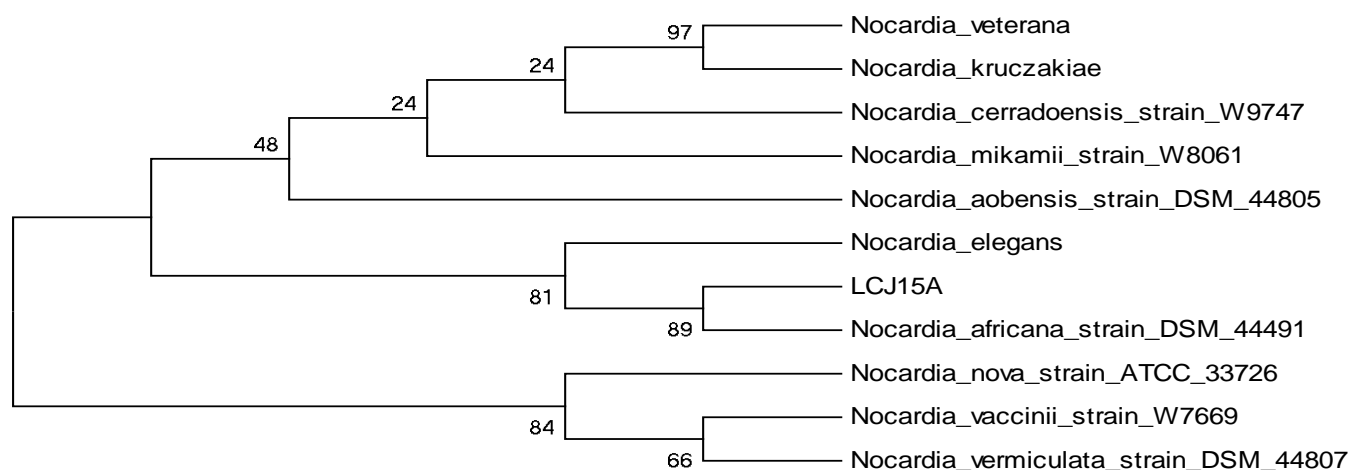 97 Nocardia_veterana
24 Nocardia_kruczakiae
24 Nocardia_cerradoensis_strain_W9747
48 Nocardia_mikamii_strain_W8061
Nocardia_aobensis_strain_DSM_44805
Nocardia_elegans
81 LCJ15A
89 Nocardia_africana_strain_DSM_44491
Nocardia_nova_strain_ATCC_33726
84 Nocardia_vaccinii_strain_W7669
66 Nocardia_vermiculata_strain_DSM_44807